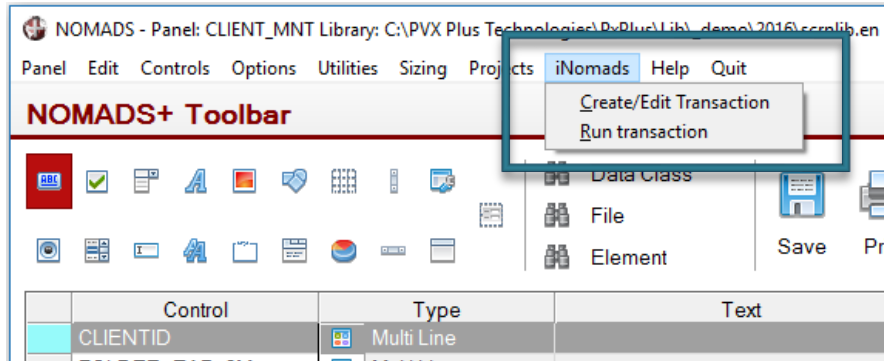 NOMADS - Panel: CLIENT_MNT Library: C:\PVX Plus Technologies\PxPlus\Lib\_demo\2016\scrnlib.en
Panel Edit Controls Options Utilities Sizing Projects iNomads Help Quit
Create/Edit Transaction
Run transaction
NOMADS+ Toolbar
ABC
Data Class
File
Element
Save
Control Type Text
CLIENTID Multi Line